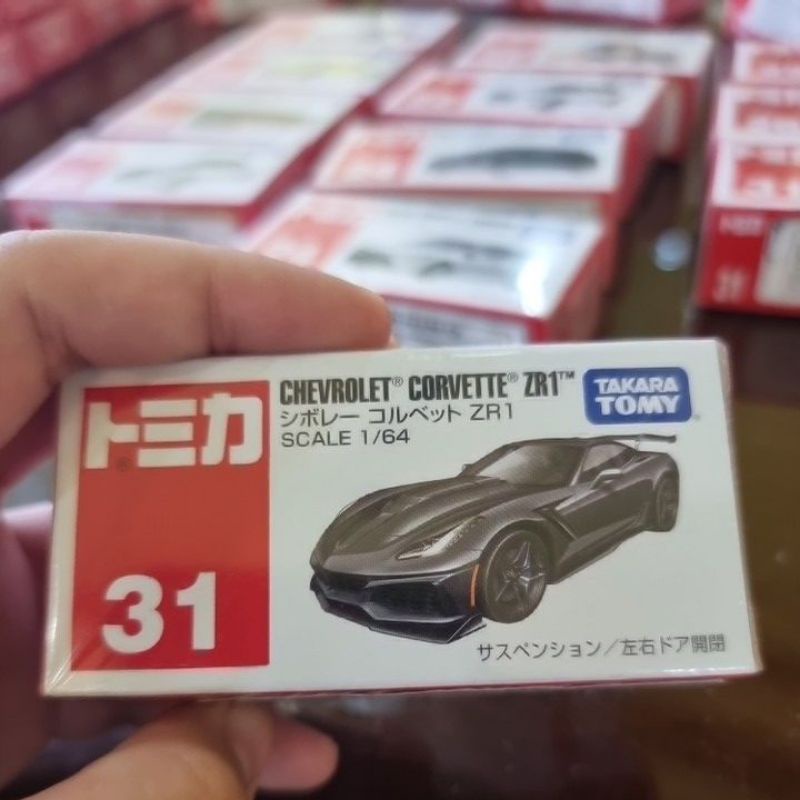 トミカ®
31
CHEVROLET® CORVETTE® ZR1™
シボレー コルベット ZR1
SCALE 1/64
TAKARA
TOMY
サスペンション/左右ドア開閉